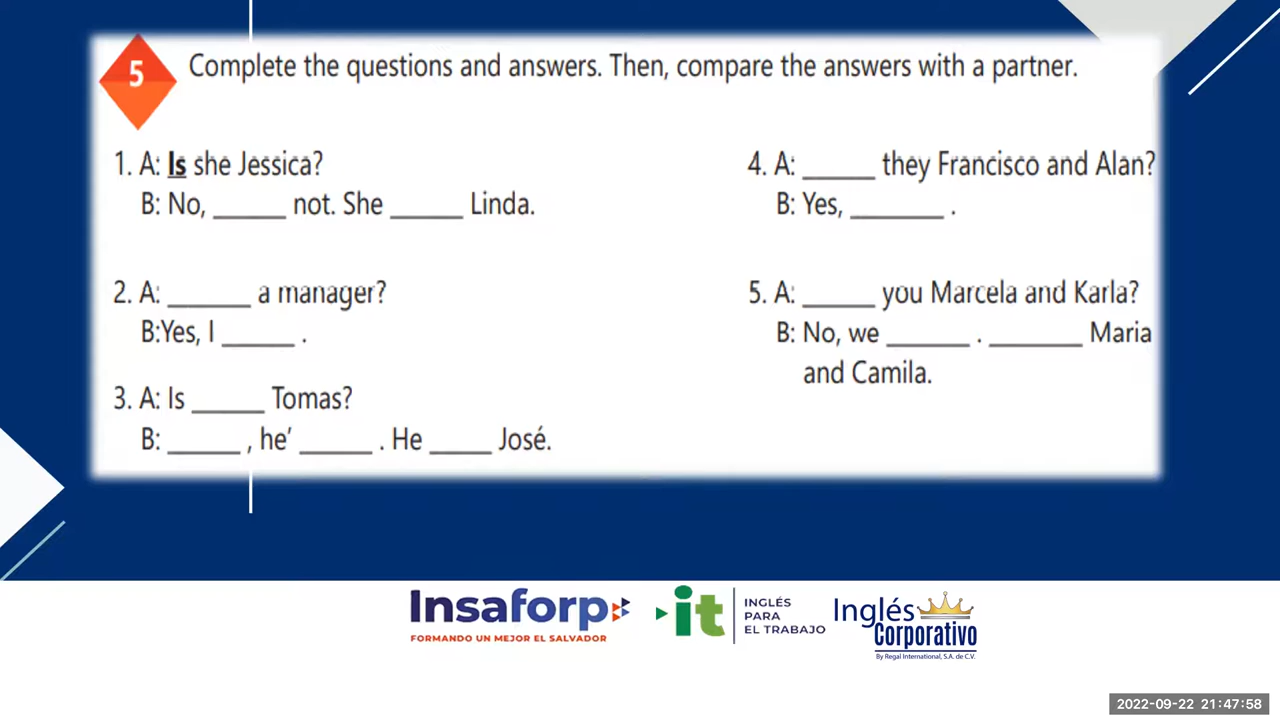 5
Complete the questions and answers. Then, compare the answers with a partner.
1. A: Is she Jessica?
B: No, ______ not. She ______ Linda.
2. A: _______ a manager?
B:Yes, I ______ .
3. A: Is ______ Tomas?
B: ______ , he' ______ . He _____ José.
4. A: ______ they Francisco and Alan?
B: Yes, ________ .
5. A: ______ you Marcela and Karla?
B: No, we _______ . ________ Maria
and Camila.
Insaforp
FORMANDO UN MEJOR EL SALVADOR
it
INGLÉS
PARA
EL TRABAJO
Inglés
Corporativo
By Regal International, S.A. de C.V.
2022-09-22 21:47:58